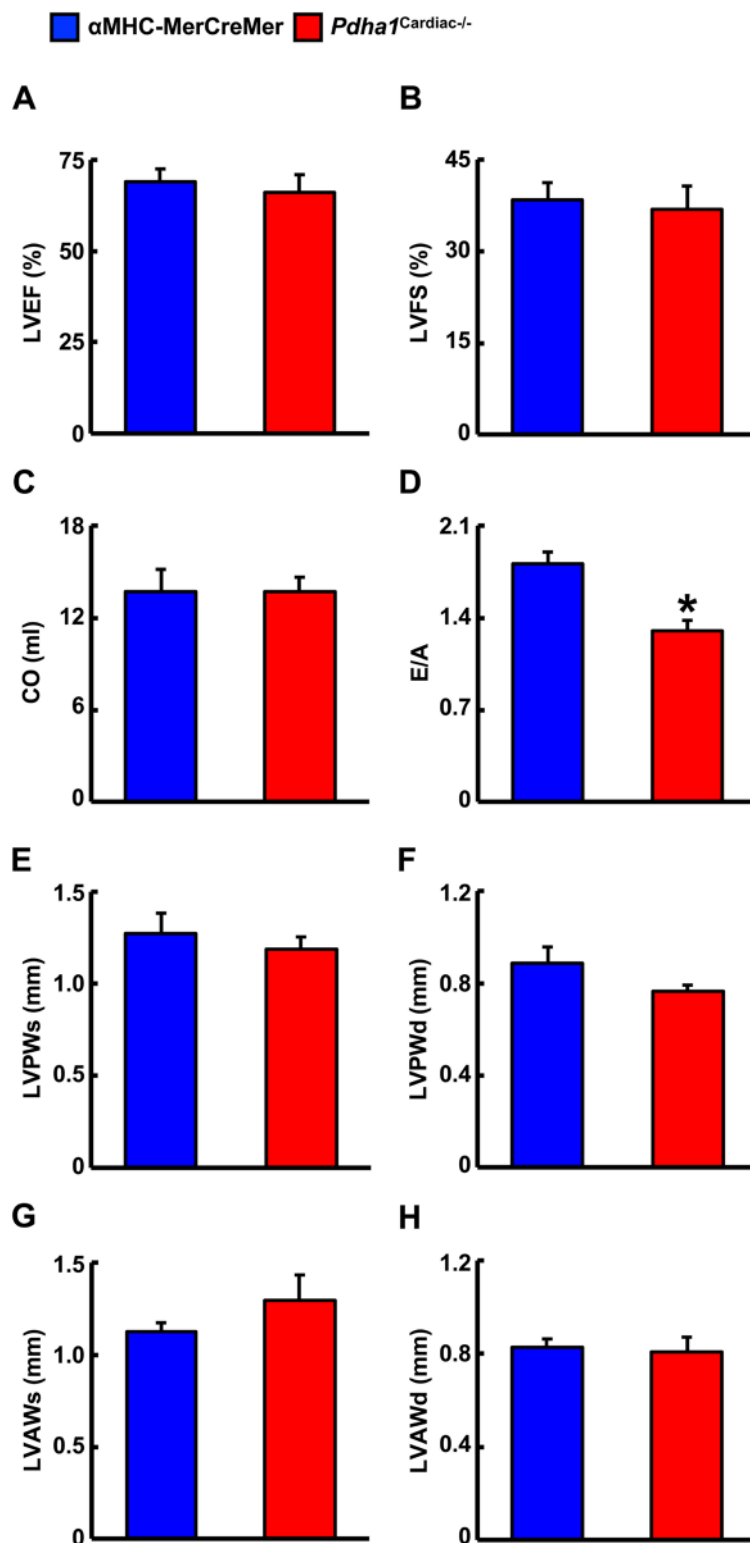 αMHC-MerCreMer Pdha1Cardiac-/-
A
75
50
25
0
LVEF (%)
B
45
30
15
0
LVFS (%)
C
18
12
6
0
CO (ml)
D
2.1
1.4
0.7
0
E/A
*
E
1.5
1.0
0.5
0
LVPWs (mm)
F
1.2
0.8
0.4
0
LVPWd (mm)
G
1.5
1.0
0.5
0
LVAWs (mm)
H
1.2
0.8
0.4
0
LVAWd (mm)